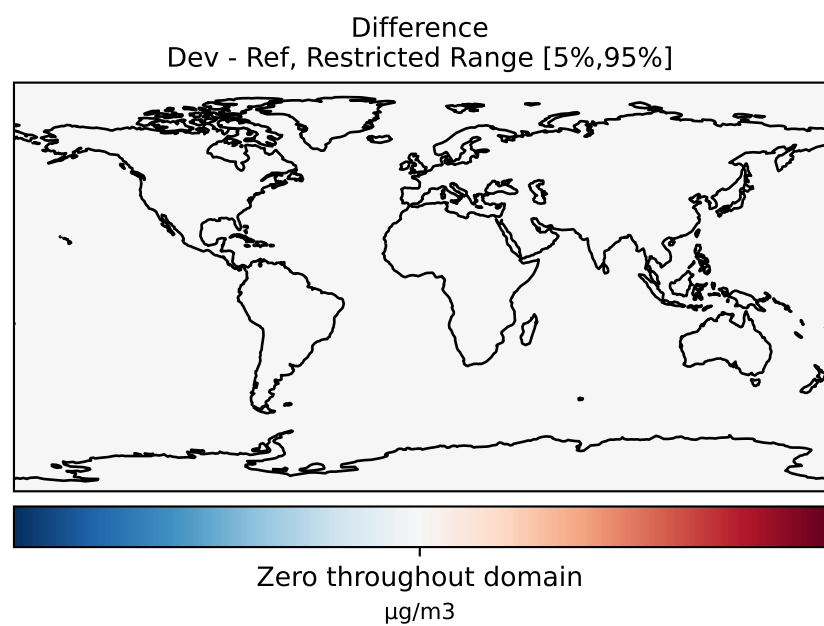 Difference
Dev - Ref, Restricted Range [5%,95%]
Zero throughout domain
µg/m3